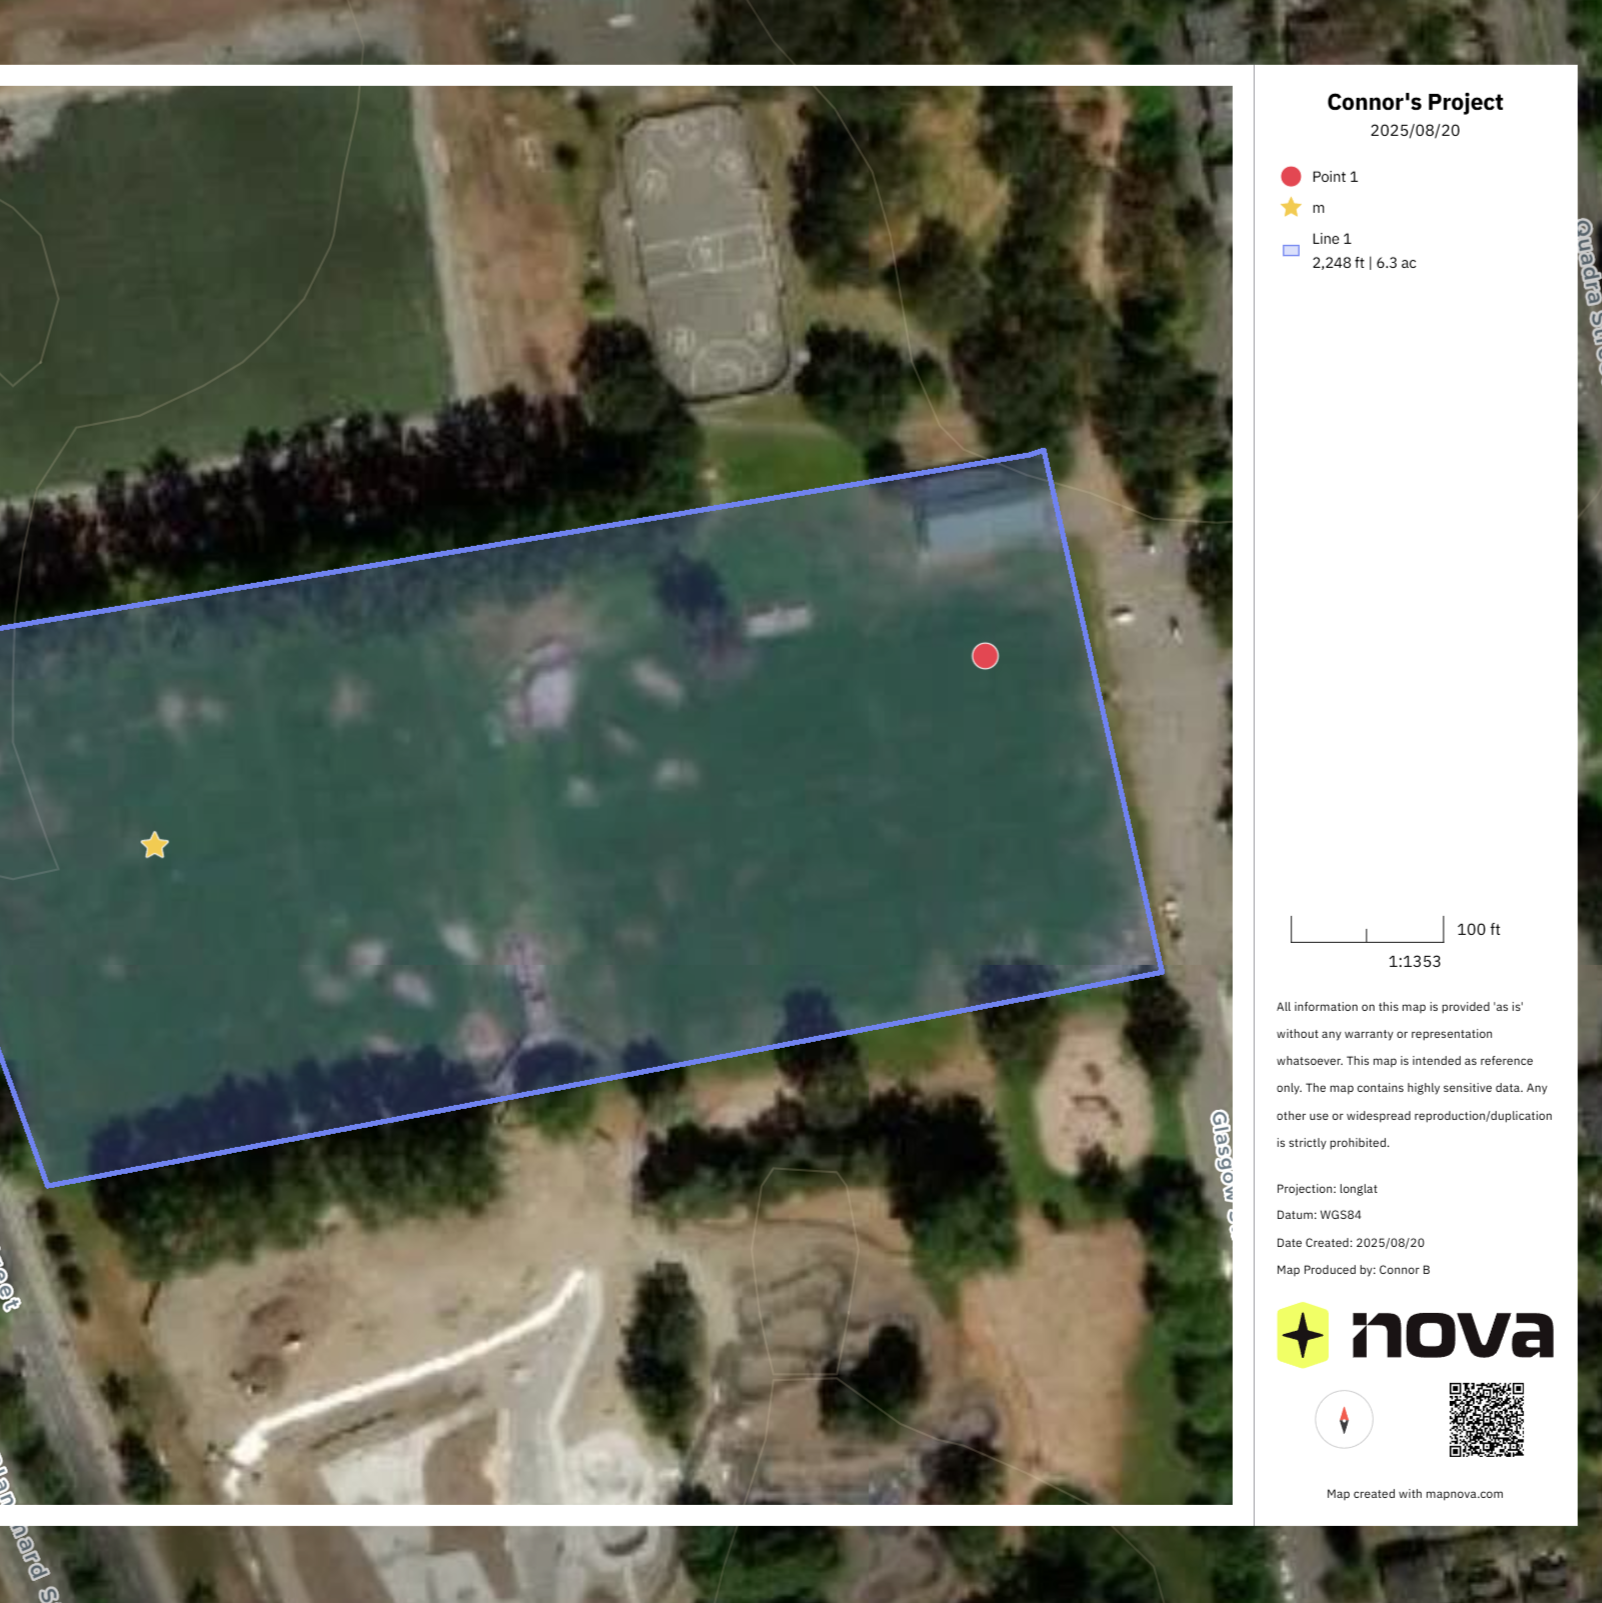 Connor's Project
2025/08/20
Point 1
m
Line 1
2,248 ft | 6.3 ac
Quadra
100 ft
1:1353
All information on this map is provided 'as is'
without any warranty or representation
whatsoever. This map is intended as reference
only. The map contains highly sensitive data. Any
other use or widespread reproduction/duplication
is strictly prohibited.
Glasgow
Projection: longlat
Datum: WGS84
Date Created: 2025/08/20
Map Produced by: Connor B
nova
Map created with mapnova.com